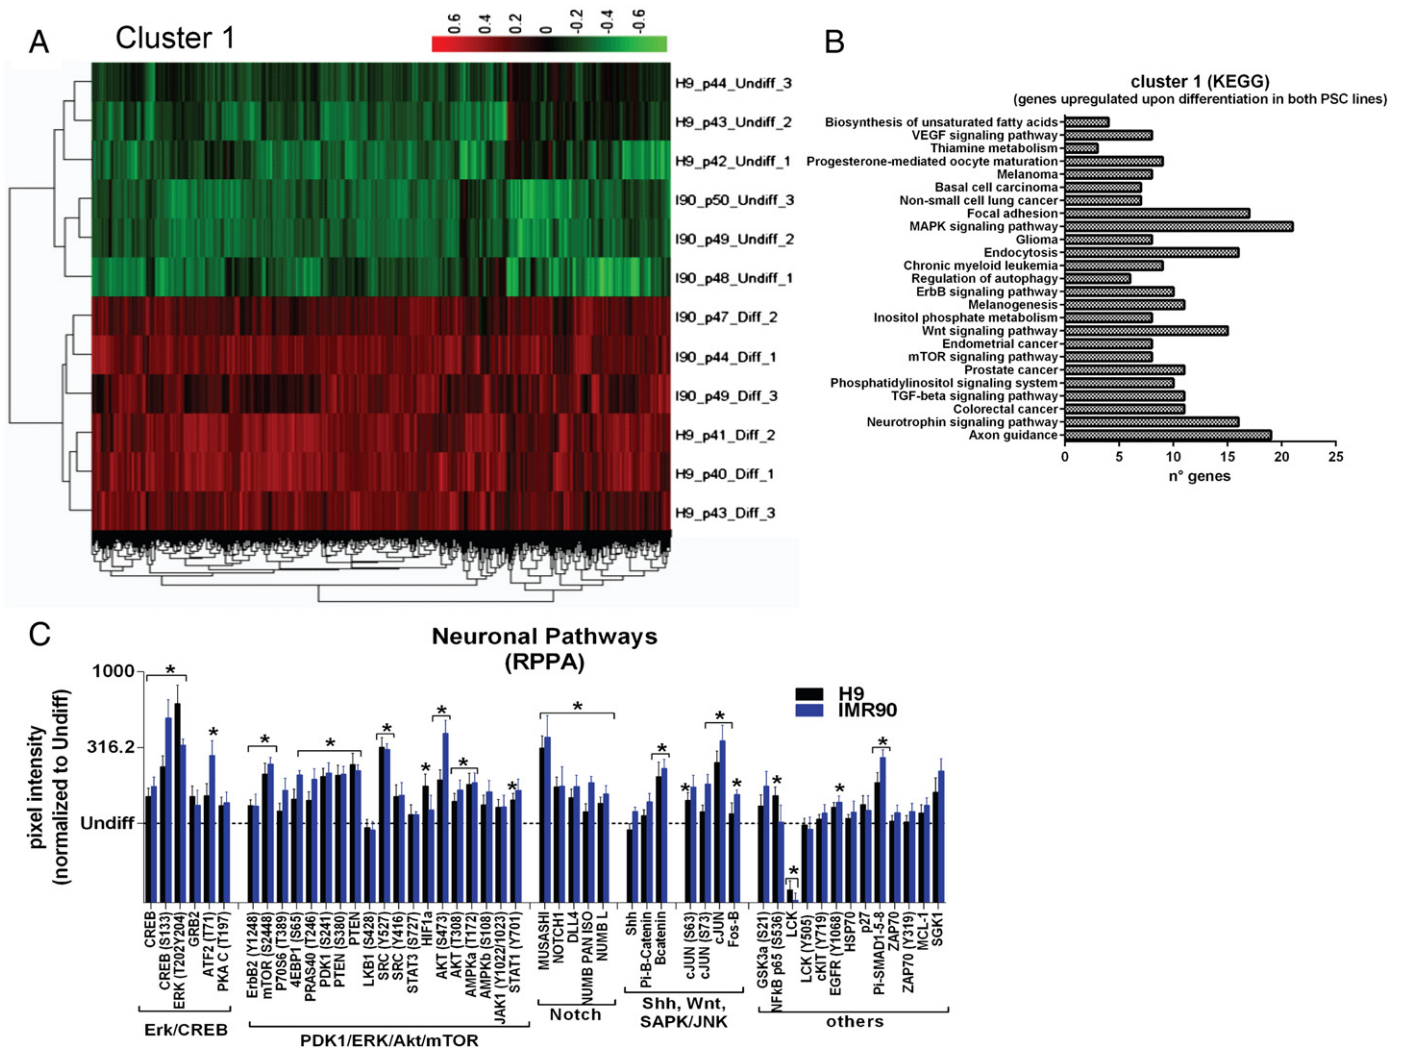 A
Cluster 1
0.6
0.4
0.2
0
-0.2
-0.4
-0.6
H9_p44_Undiff_3
H9_p43_Undiff_2
H9_p42_Undiff_1
I90_p50_Undiff_3
I90_p49_Undiff_2
I90_p48_Undiff_1
I90_p47_Diff_2
I90_p44_Diff_1
I90_p49_Diff_3
H9_p41_Diff_2
H9_p40_Diff_1
H9_p43_Diff_3
B
cluster 1 (KEGG)
(genes upregulated upon differentiation in both PSC lines)
Biosynthesis of unsaturated fatty acids
VEGF signaling pathway
Thiamine metabolism
Progesterone-mediated oocyte maturation
Melanoma
Basal cell carcinoma
Non-small cell lung cancer
Focal adhesion
MAPK signaling pathway
Glioma
Endocytosis
Chronic myeloid leukemia
Regulation of autophagy
ErbB signaling pathway
Melanogenesis
Inositol phosphate metabolism
Wnt signaling pathway
Endometrial cancer
mTOR signaling pathway
Prostate cancer
Phosphatidylinositol signaling system
TGF-beta signaling pathway
Colorectal cancer
Neurotrophin signaling pathway
Axon guidance
0 5 10 15 20 25
n° genes
C
Neuronal Pathways
(RPPA)
H9
IMR90
pixel intensity
(normalized to Undiff)
1000
316.2
Undiff
* * * * * * * * * * * * * * * * * * *
CREB
CREB (S133)
ERK (T202Y204)
GRB2
ATF2 (T71)
PKA C (T197)
ErbB2 (Y1248)
mTOR (S2448)
P70S6 (T389)
4EBP1 (S65)
PRAS40 (T246)
PDK1 (S241)
PTEN (S380)
PTEN
LKB1 (S428)
SRC (Y527)
SRC (Y416)
STAT3 (S727)
HIF1a
AKT (S473)
AKT (T308)
AMPKa (T172)
AMPKb (S108)
JAK1 (Y1022/1023)
STAT1 (Y701)
MUSASHI
NOTCH1
DLL4
NUMB PAN ISO
NUMB L
Shh
Pi-B-Catenin
Bcatenin
cJUN (S63)
cJUN (S73)
cJUN
Fos-B
GSK3a (S21)
NFkB p65 (S536)
LCK
LCK (Y505)
cKIT (Y719)
EGFR (Y1068)
HSP70
p27
Pi-SMAD1-5-8
ZAP70
ZAP70 (Y319)
MCL-1
SGK1
Erk/CREB
PDK1/ERK/Akt/mTOR
Notch
Shh, Wnt,
SAPK/JNK
others